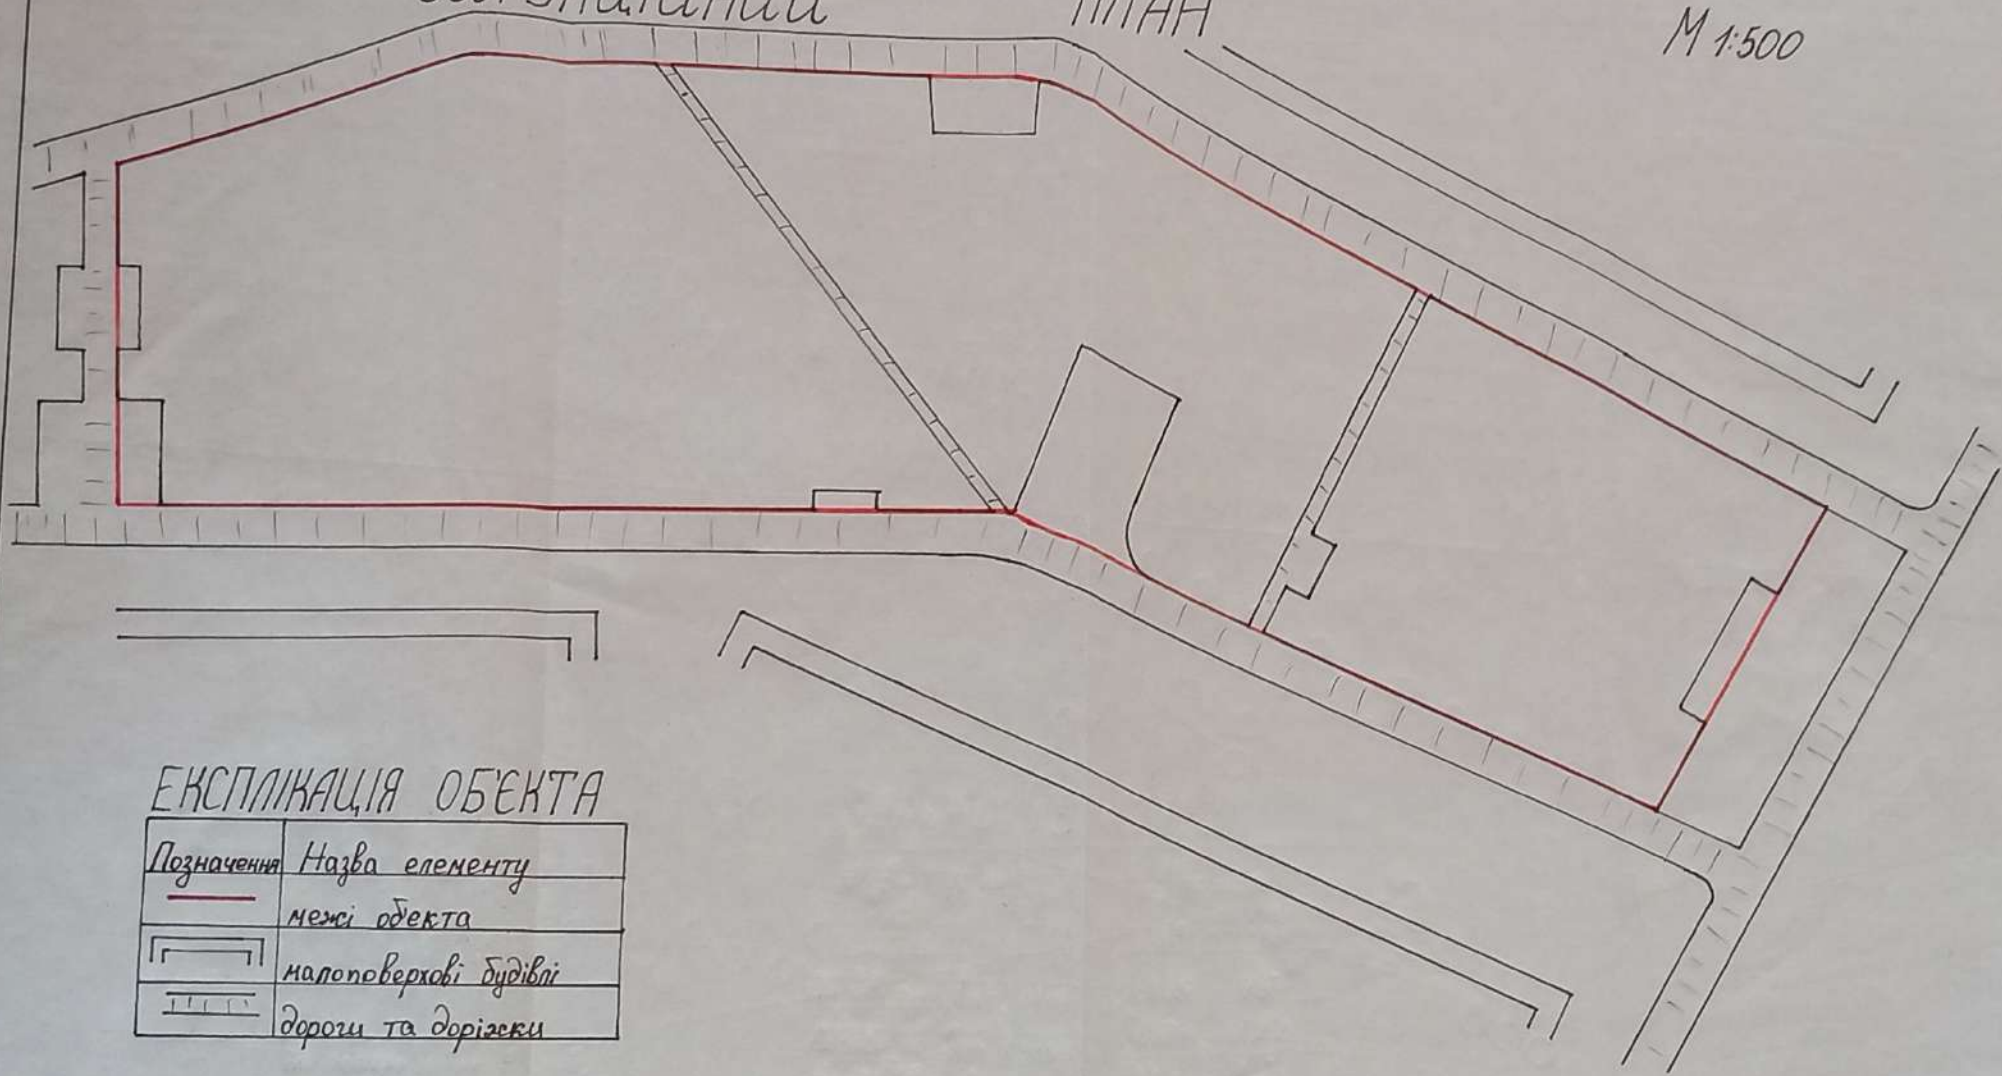 ПЛАН
М 1:500
ЕКСПЛІКАЦІЯ ОБ'ЄКТА
Позначення Назва елементу
межі об'єкта
малоповерхові будівлі
дороги та доріжки